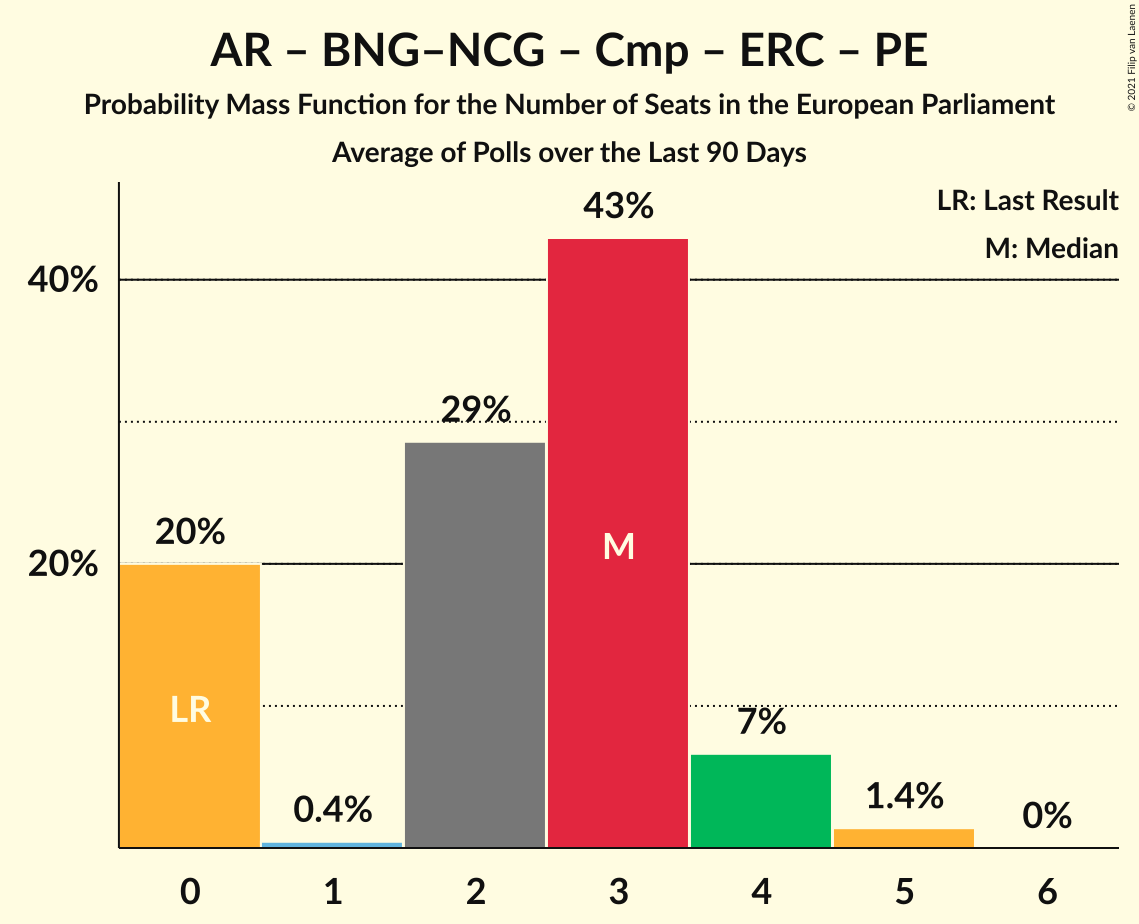 AR – BNG–NCG – Cmp – ERC – PE
Probability Mass Function for the Number of Seats in the European Parliament
Average of Polls over the Last 90 Days
© 2021 Filip van Laenen
LR: Last Result
M: Median
43%
40%
29%
20%
20%
M
LR
7%
0.4%
1.4%
0%
0 1 2 3 4 5 6